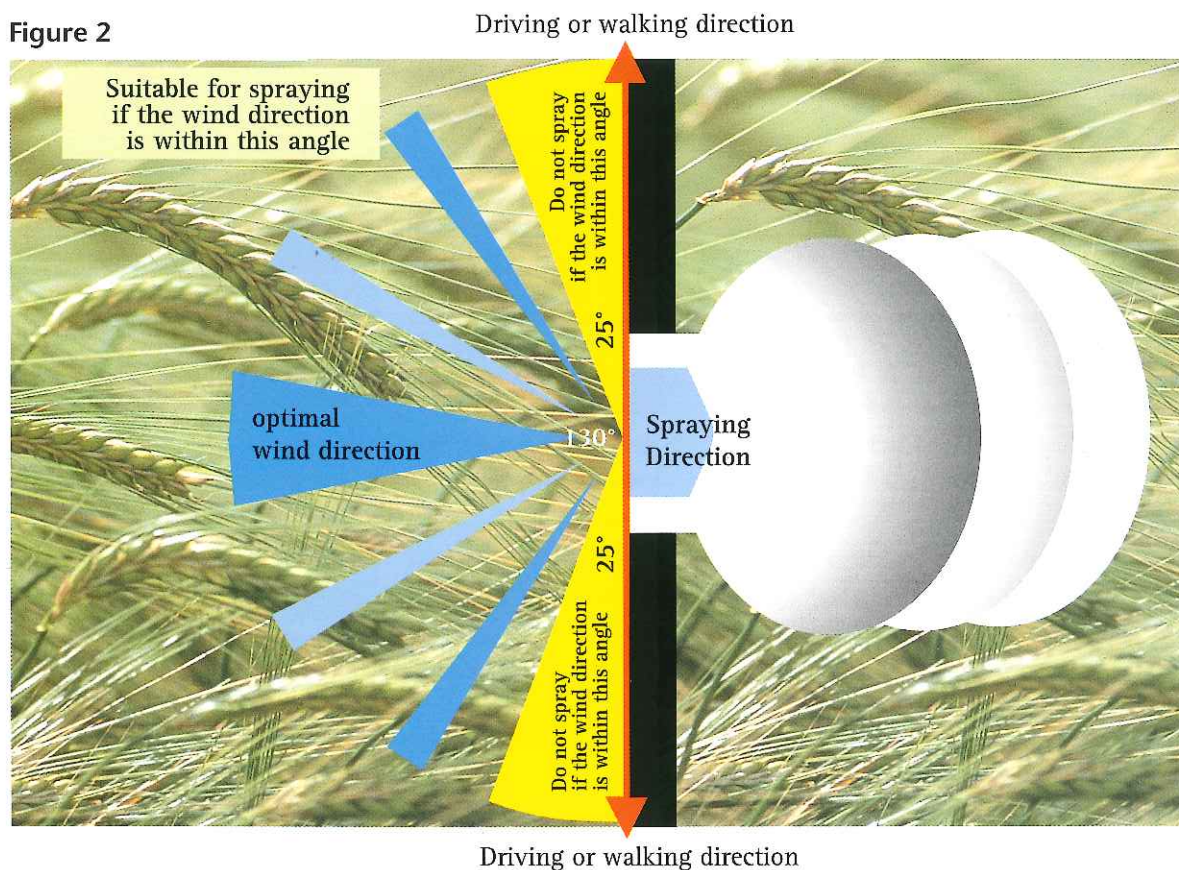 Figure 2
Driving or walking direction
Suitable for spraying
if the wind direction
is within this angle
Do not spray
if the wind direction
is within this angle
25°
optimal
wind direction
130°
Spraying
Direction
25°
Do not spray
if the wind direction
is within this angle
Driving or walking direction